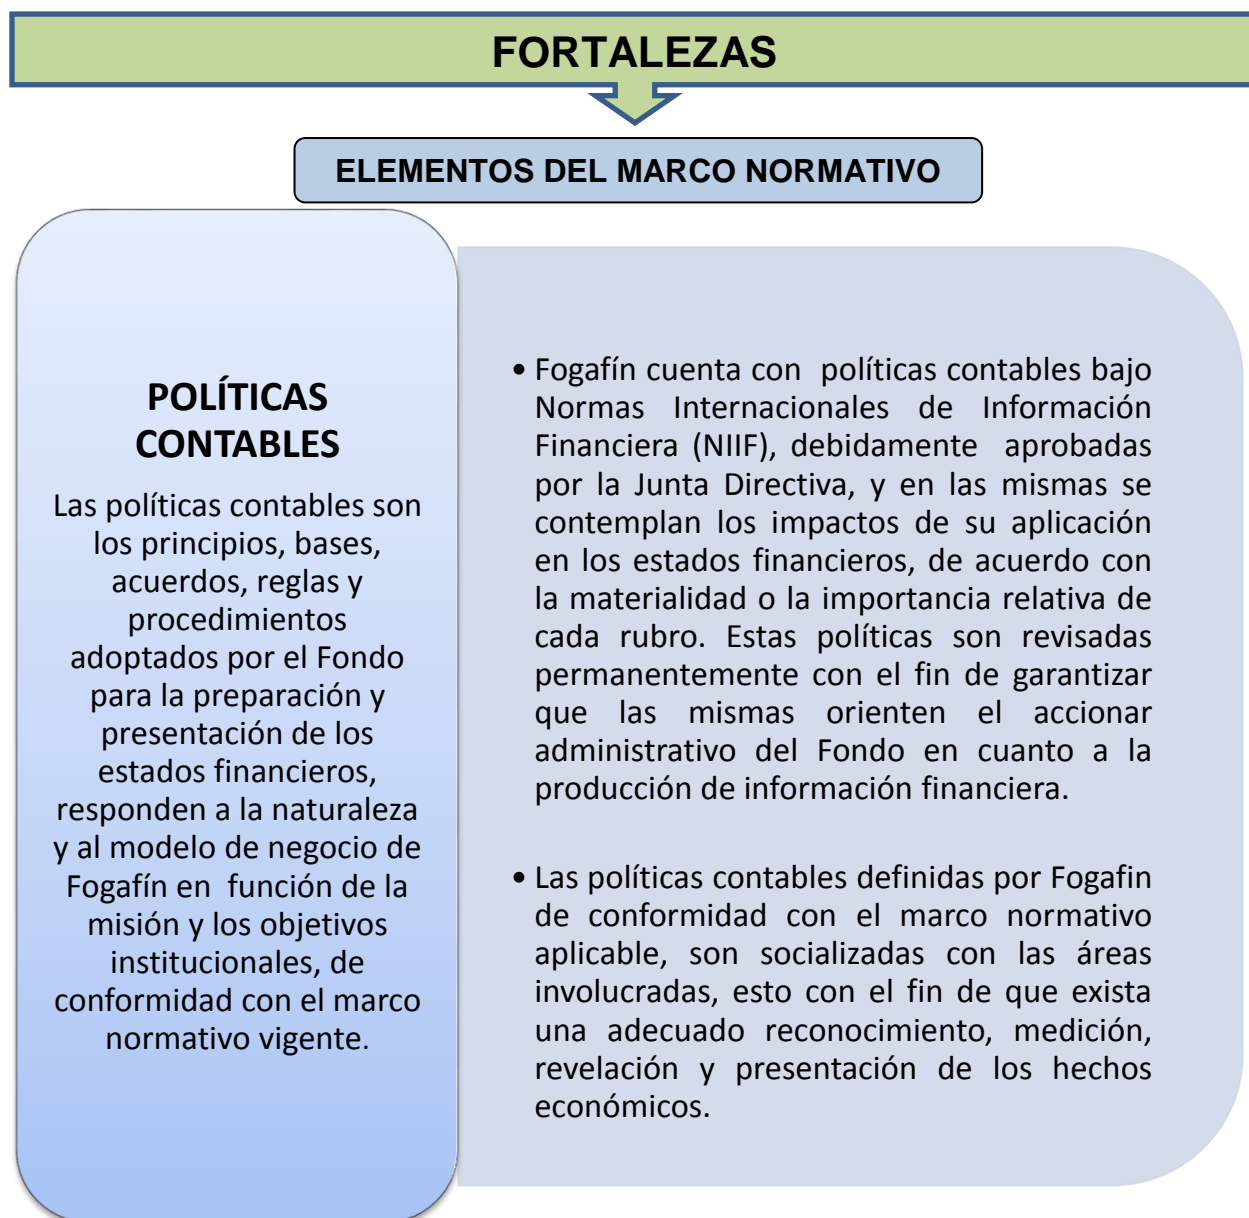 FORTALEZAS
ELEMENTOS DEL MARCO NORMATIVO
POLÍTICAS
CONTABLES
Las políticas contables son
los principios, bases,
acuerdos, reglas y
procedimientos
adoptados por el Fondo
para la preparación y
presentación de los
estados financieros,
responden a la naturaleza
y al modelo de negocio de
Fogafín en función de la
misión y los objetivos
institucionales, de
conformidad con el marco
normativo vigente.
• Fogafín cuenta con políticas contables bajo
Normas Internacionales de Información
Financiera (NIIF), debidamente aprobadas
por la Junta Directiva, y en las mismas se
contemplan los impactos de su aplicación
en los estados financieros, de acuerdo con
la materialidad o la importancia relativa de
cada rubro. Estas políticas son revisadas
permanentemente con el fin de garantizar
que las mismas orienten el accionar
administrativo del Fondo en cuanto a la
producción de información financiera.
• Las políticas contables definidas por Fogafin
de conformidad con el marco normativo
aplicable, son socializadas con las áreas
involucradas, esto con el fin de que exista
una adecuado reconocimiento, medición,
revelación y presentación de los hechos
económicos.